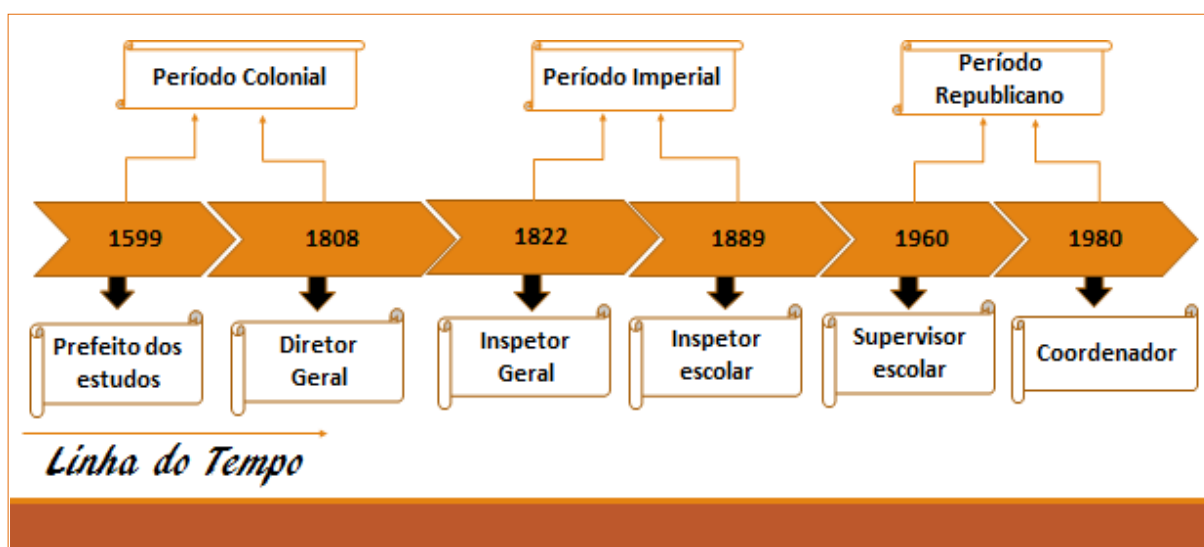 Período Colonial
Período Imperial
Período
Republicano
1599
1808
1822
1889
1960
1980
Prefeito dos
estudos
Diretor
Geral
Inspetor
Geral
Inspetor
escolar
Supervisor
escolar
Coordenador
Linha do Tempo